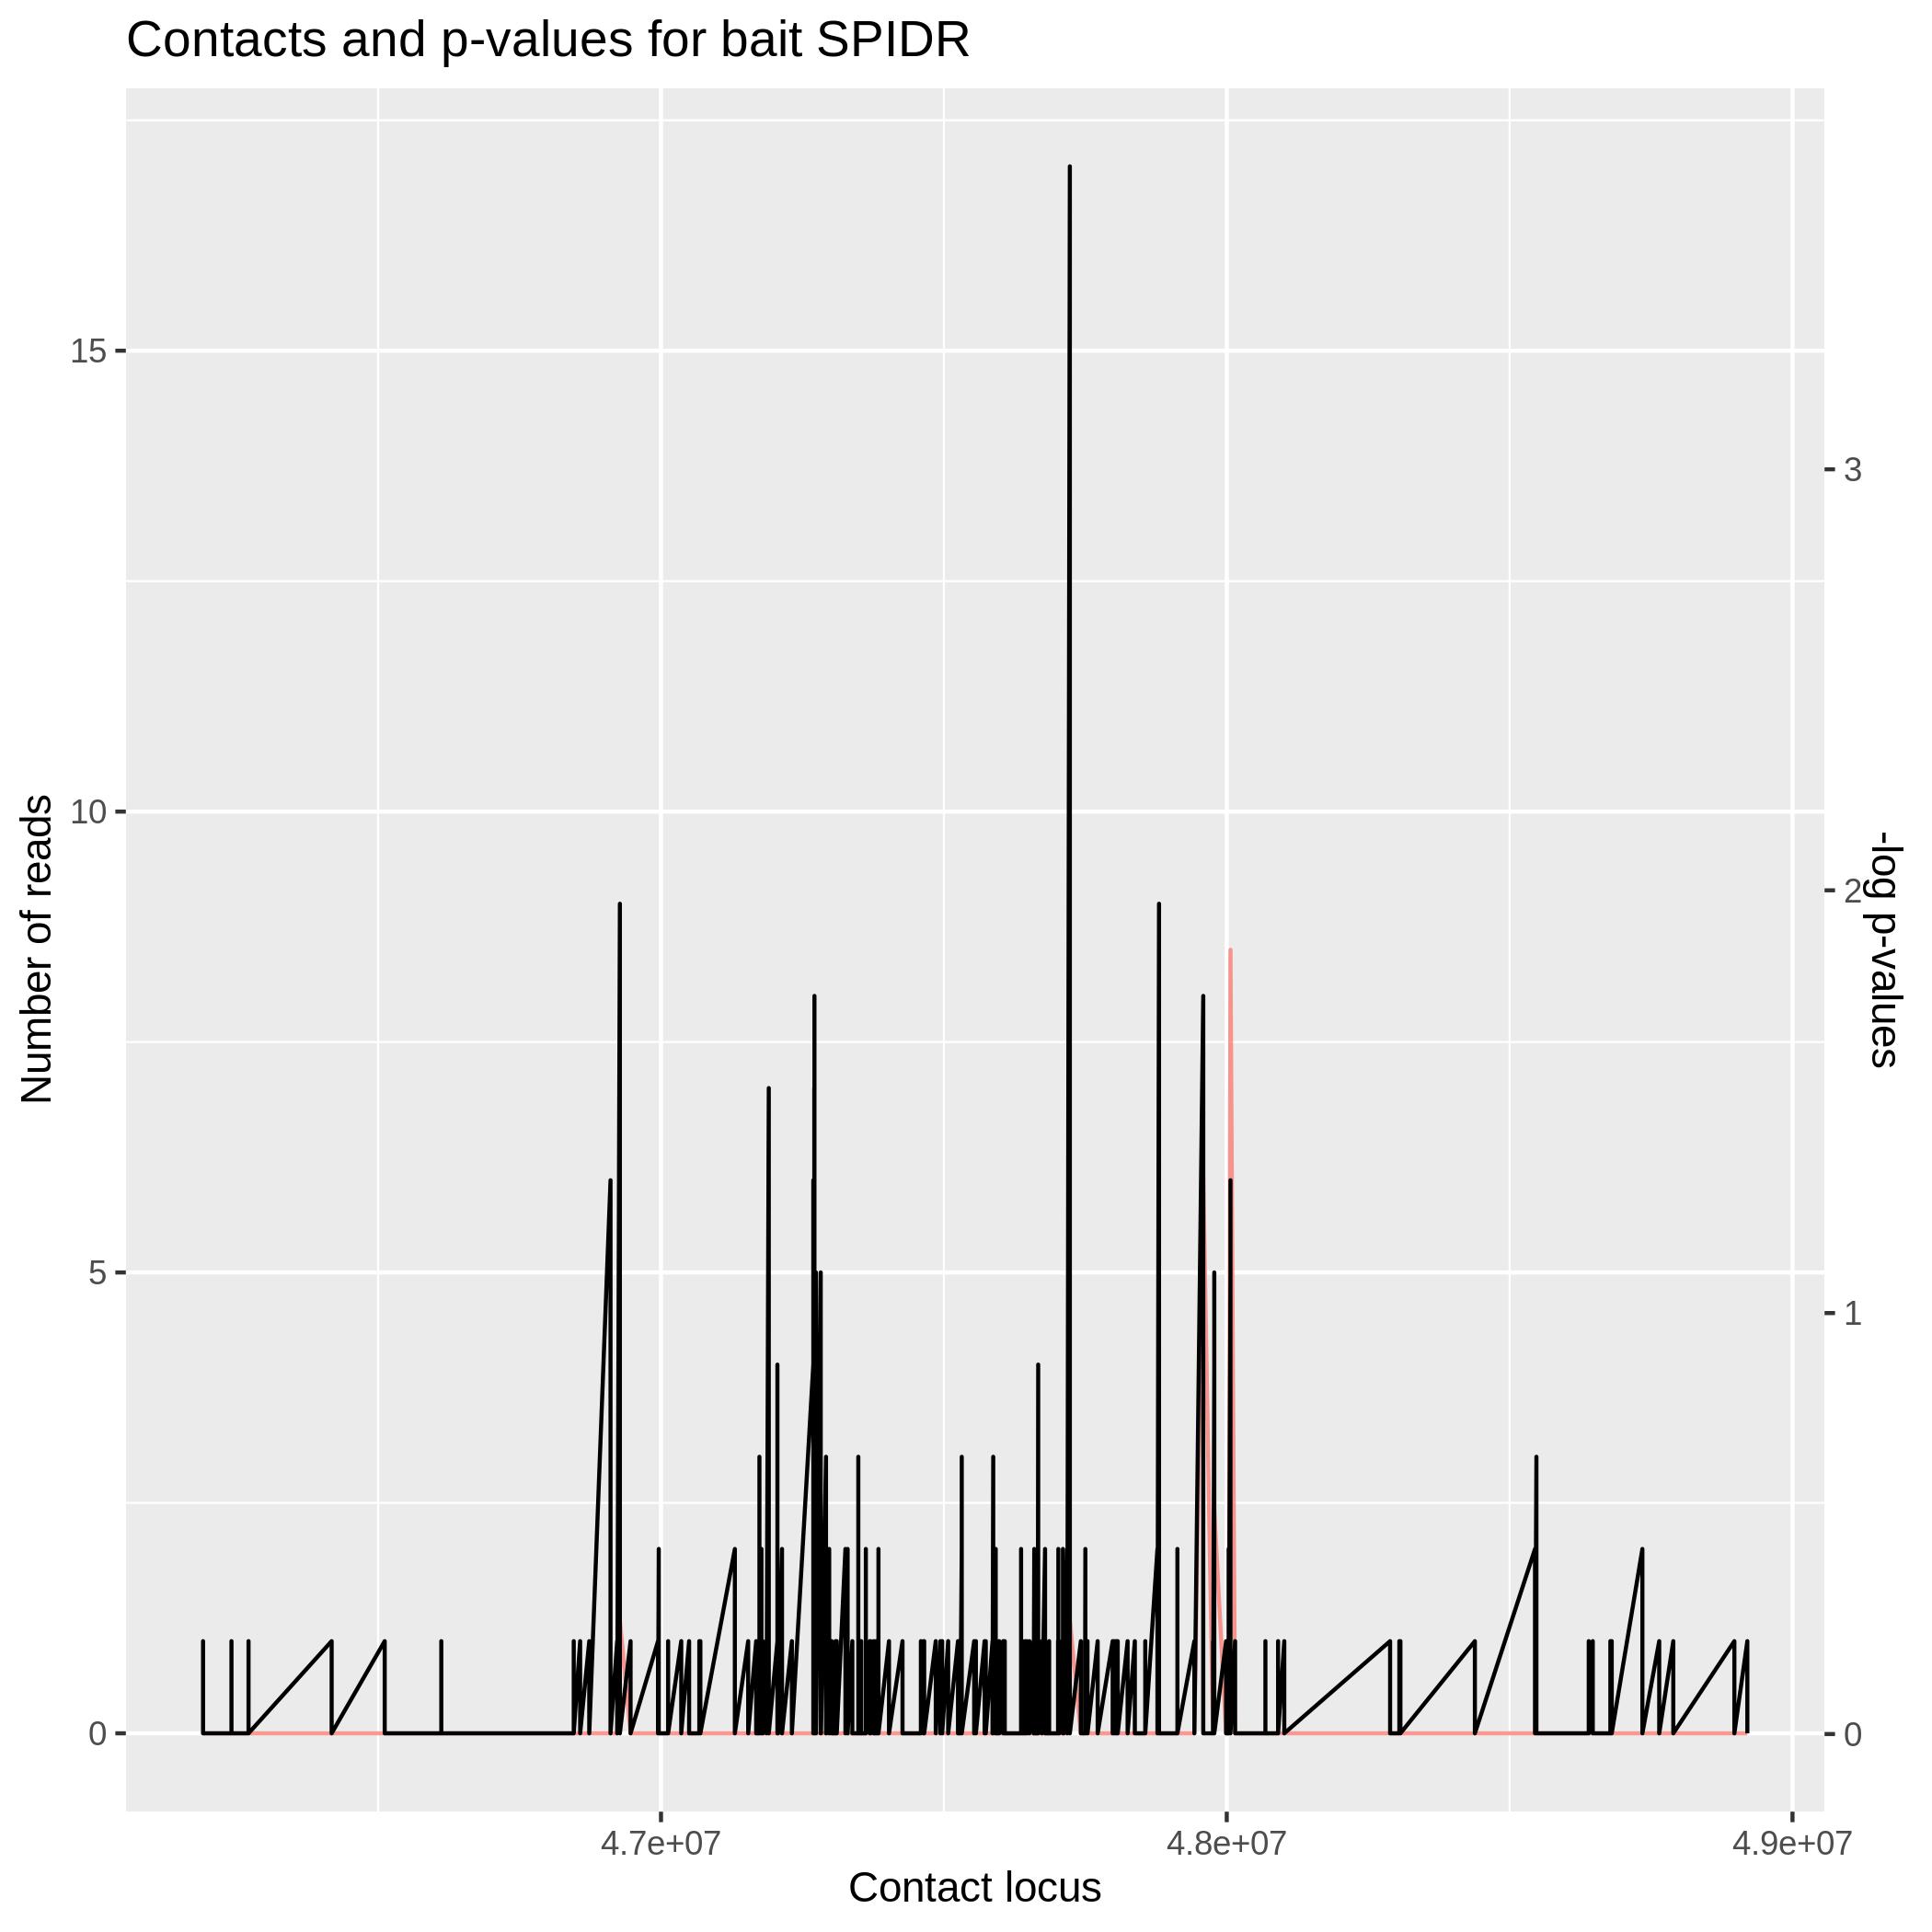 Contacts and p-values for bait SPIDR
Number of reads
15
10
5
0
3
2
1
0
-log p-values
4.7e+07
4.8e+07
4.9e+07
Contact locus